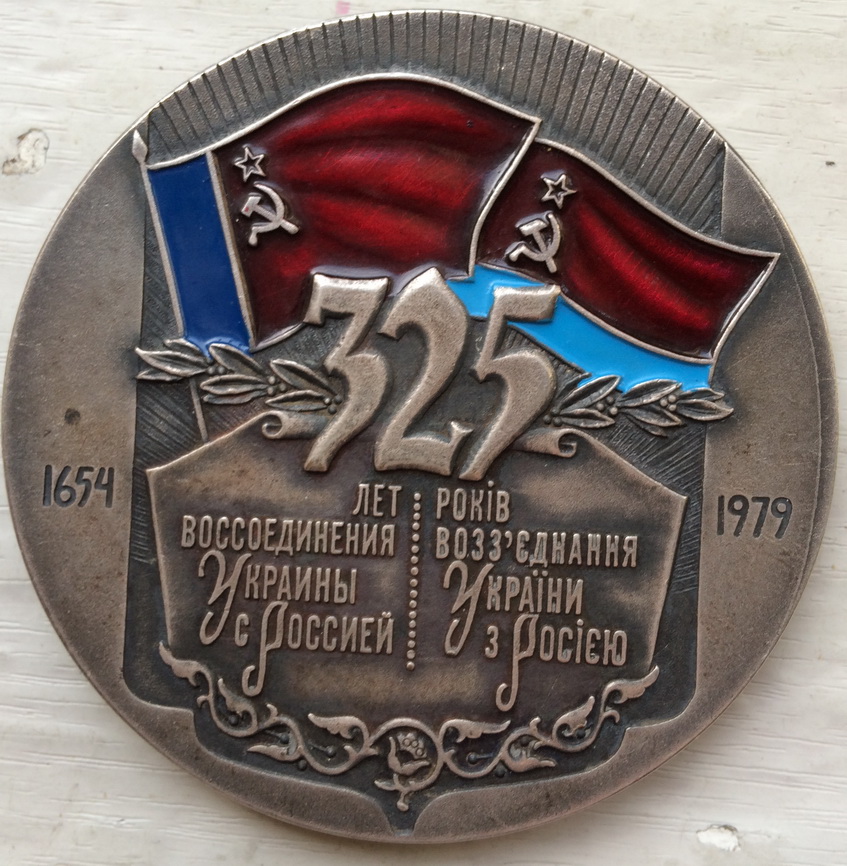 325
1654
1979
ЛЕТ
ВОССОЕДИНЕНИЯ
УКРАИНЫ
С РОССИЕЙ
РОКІВ
ВОЗЗ'ЄДНАННЯ
УКРАЇНИ
З РОСІЄЮ